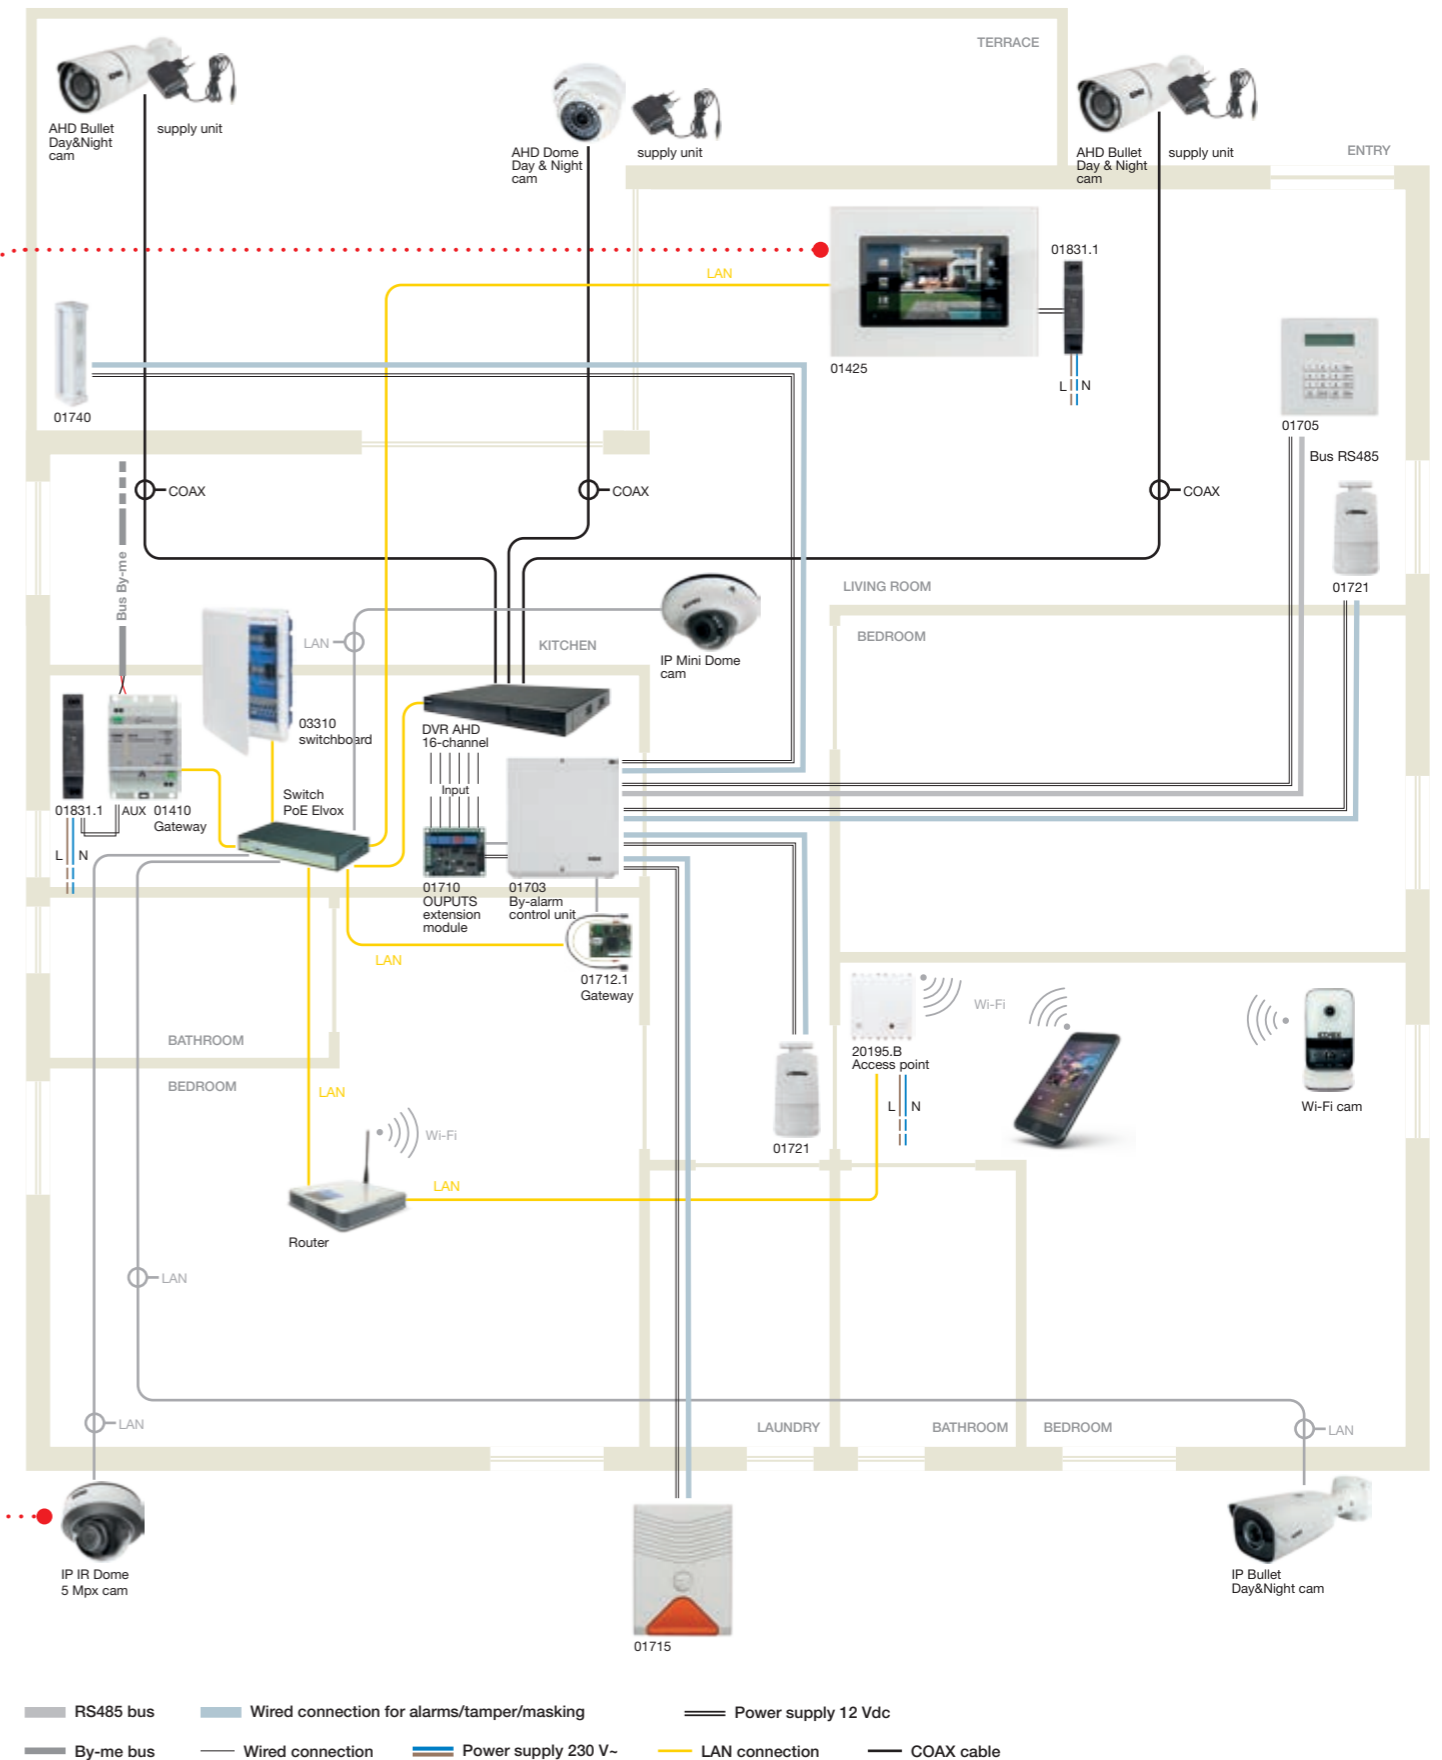 TERRACE
AHD Bullet
Day&Night
cam
supply unit
AHD Dome
Day & Night
cam
supply unit
AHD Bullet
Day & Night
cam
supply unit
ENTRY
LAN
01831.1
01425
L N
01740
01705
Bus RS485
COAX
COAX
COAX
01721
Bus By-me
LIVING ROOM
BEDROOM
LAN
KITCHEN
IP Mini Dome
cam
03310
switchboard
DVR AHD
16-channel
Input
Switch
PoE Elvox
01831.1
AUX
01410
Gateway
L N
01710
OUPUTS
extension
module
01703
By-alarm
control unit
LAN
01712.1
Gateway
Wi-Fi
BATHROOM
BEDROOM
20195.B
Access point
L N
LAN
Wi-Fi
01721
Wi-Fi cam
LAN
Router
LAN
LAN
LAUNDRY
BATHROOM
BEDROOM
LAN
IP IR Dome
5 Mpx cam
IP Bullet
Day&Night cam
01715
RS485 bus
Wired connection for alarms/tamper/masking
Power supply 12 Vdc
By-me bus
Wired connection
Power supply 230 V~
LAN connection
COAX cable